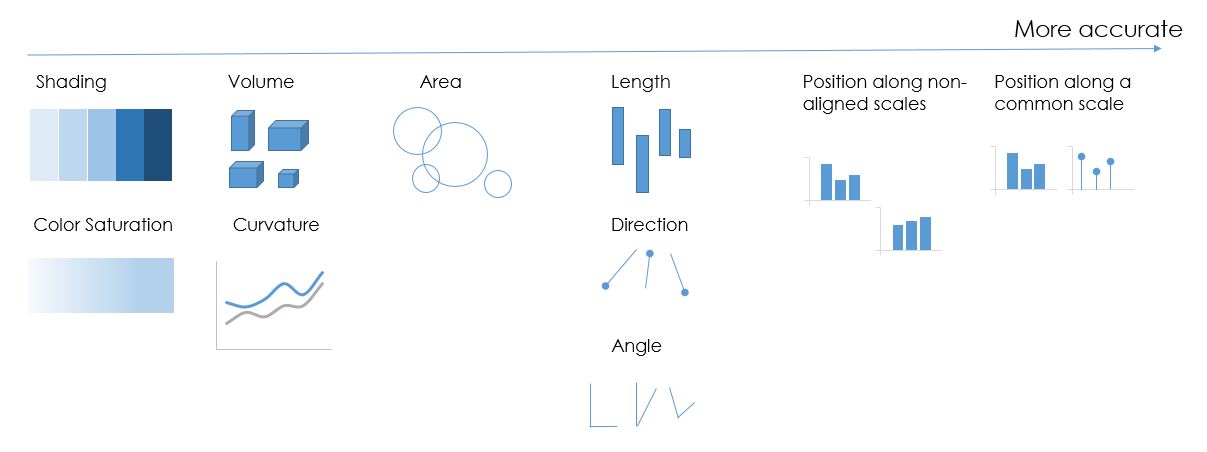 More accurate
Shading
Volume
Area
Length
Position along non-
aligned scales
Position along a
common scale
Color Saturation
Curvature
Direction
Angle